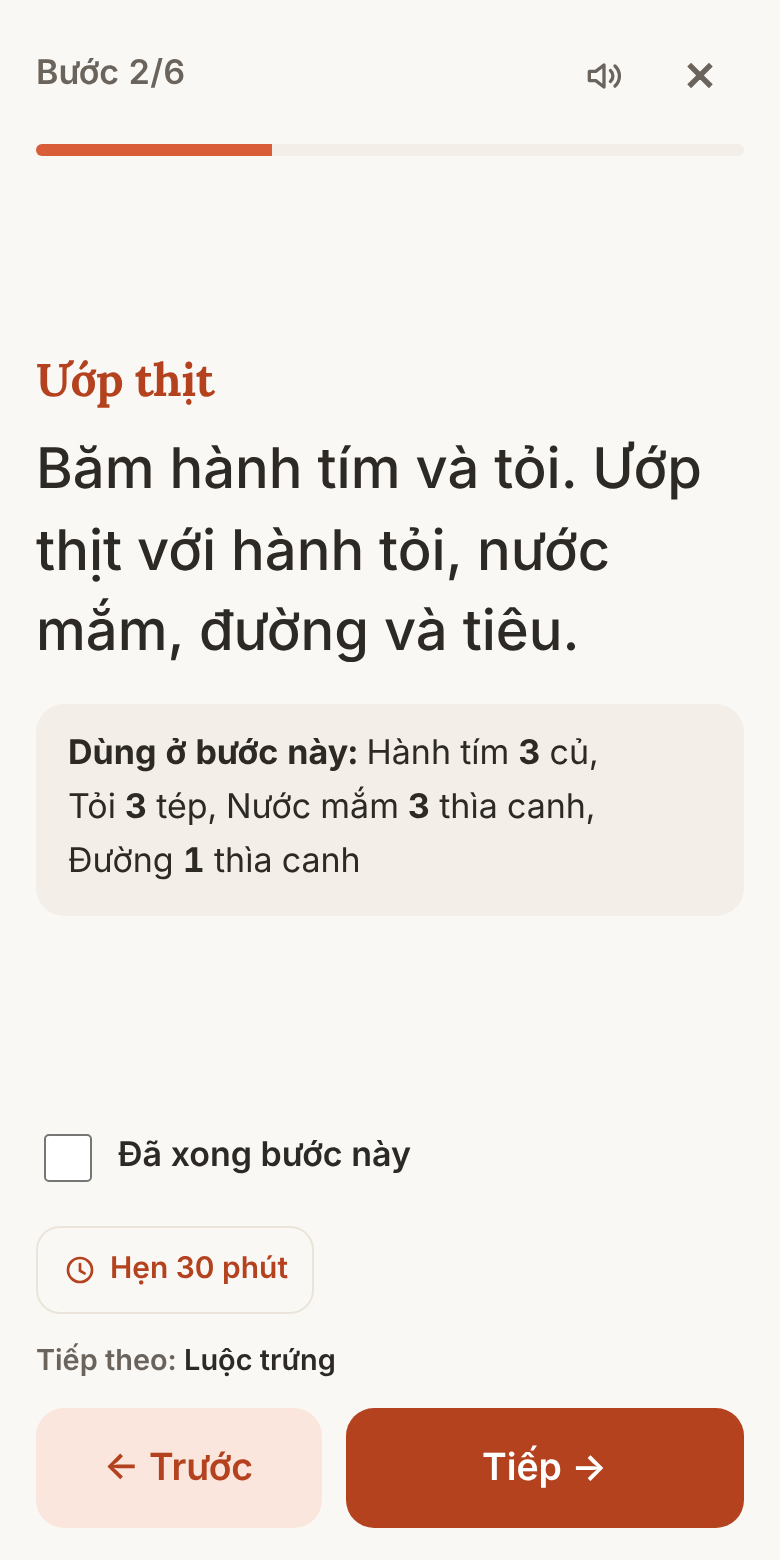 Bước 2/6
Ướp thịt
Băm hành tím và tỏi. Ướp
thịt với hành tỏi, nước
mắm, đường và tiêu.
Dùng ở bước này: Hành tím 3 củ,
Tỏi 3 tép, Nước mắm 3 thìa canh,
Đường 1 thìa canh
Đã xong bước này
Hẹn 30 phút
Tiếp theo: Luộc trứng
← Trước
Tiếp →